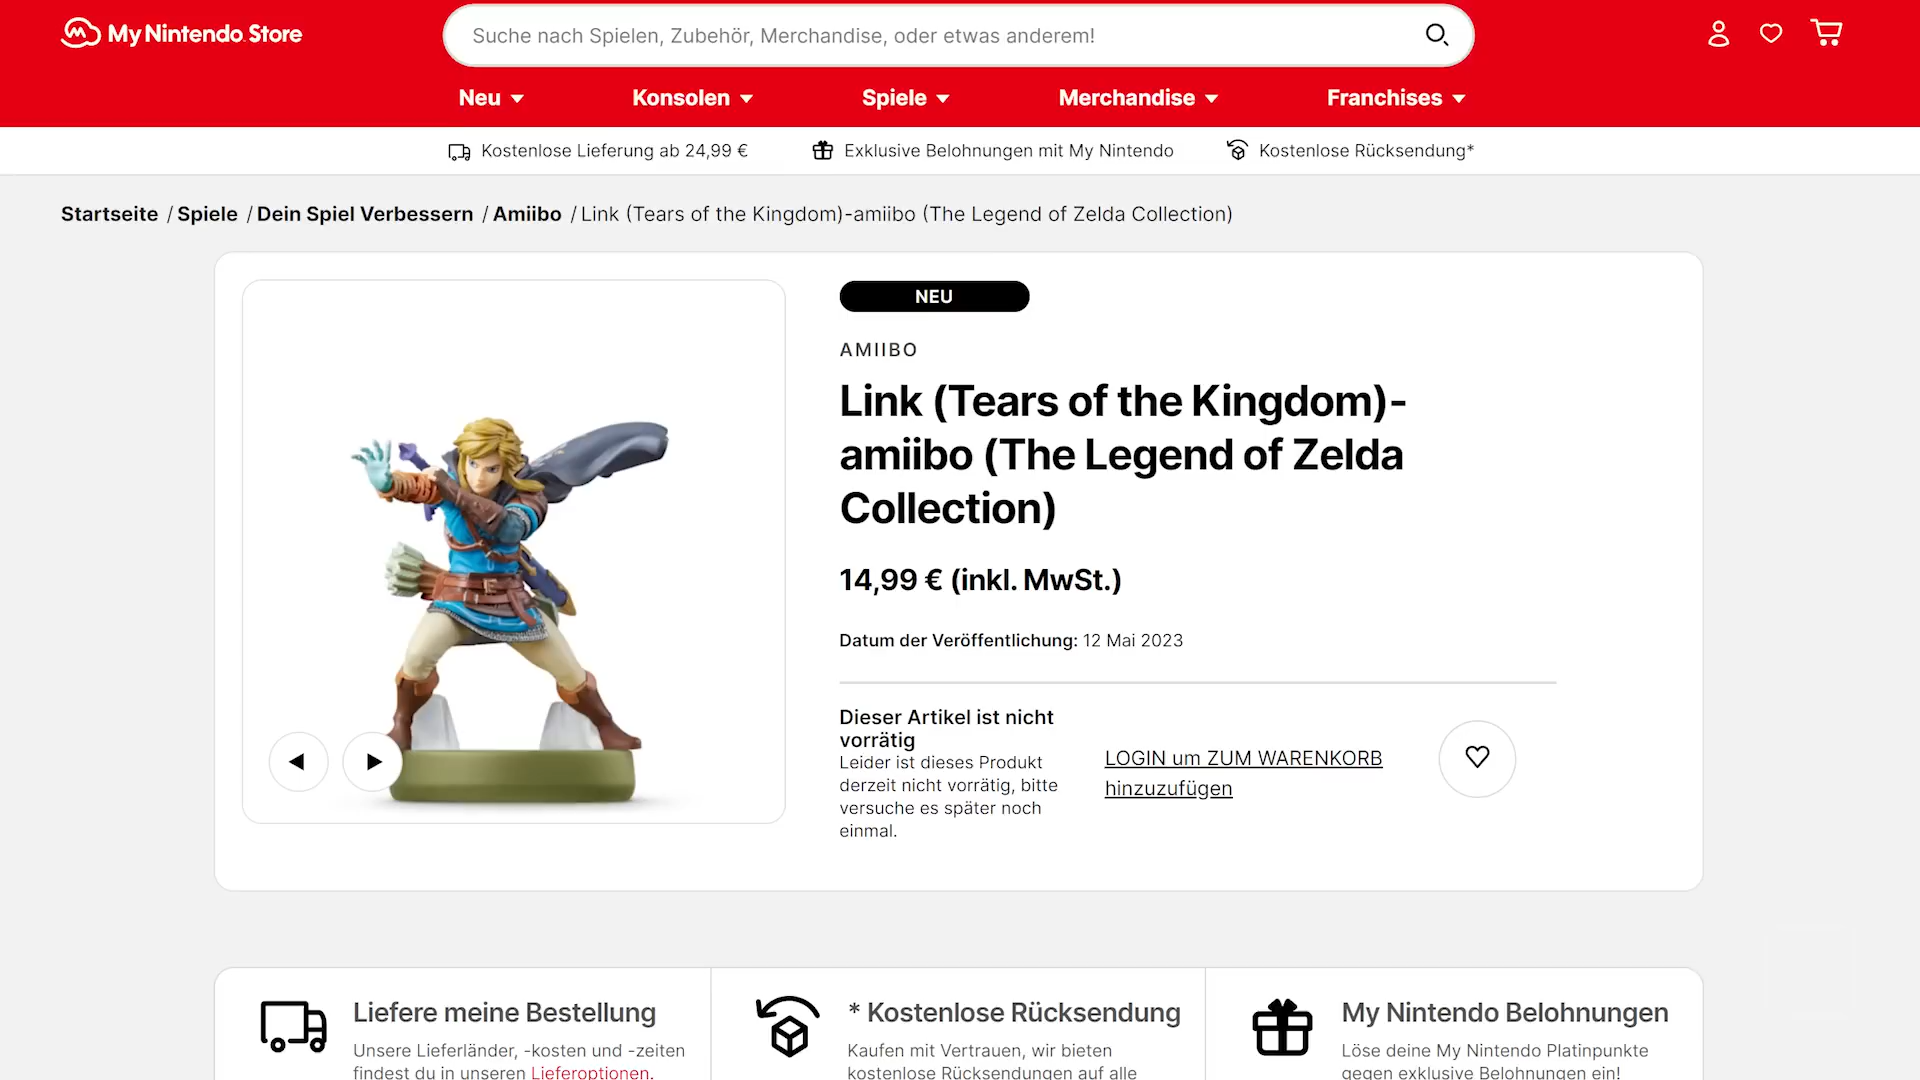 My Nintendo Store
Suche nach Spielen, Zubehör, Merchandise, oder etwas anderem!
Neu
Konsolen
Spiele
Merchandise
Franchises
Kostenlose Lieferung ab 24,99 €
Exklusive Belohnungen mit My Nintendo
Kostenlose Rücksendung*
Startseite / Spiele / Dein Spiel Verbessern / Amiibo / Link (Tears of the Kingdom)-amiibo (The Legend of Zelda Collection)
NEU
AMIIBO
Link (Tears of the Kingdom)-
amiibo (The Legend of Zelda
Collection)
14,99 € (inkl. MwSt.)
Datum der Veröffentlichung: 12 Mai 2023
Dieser Artikel ist nicht
vorrätig
Leider ist dieses Produkt
derzeit nicht vorrätig, bitte
versuche es später noch
einmal.
LOGIN um ZUM WARENKORB
hinzuzufügen
Liefere meine Bestellung
Unsere Lieferländer, -kosten und -zeiten
findest du in unseren Lieferoptionen.
* Kostenlose Rücksendung
Kaufen mit Vertrauen, wir bieten
kostenlose Rücksendungen auf alle
My Nintendo Belohnungen
Löse deine My Nintendo Platinpunkte
gegen exklusive Belohnungen ein!